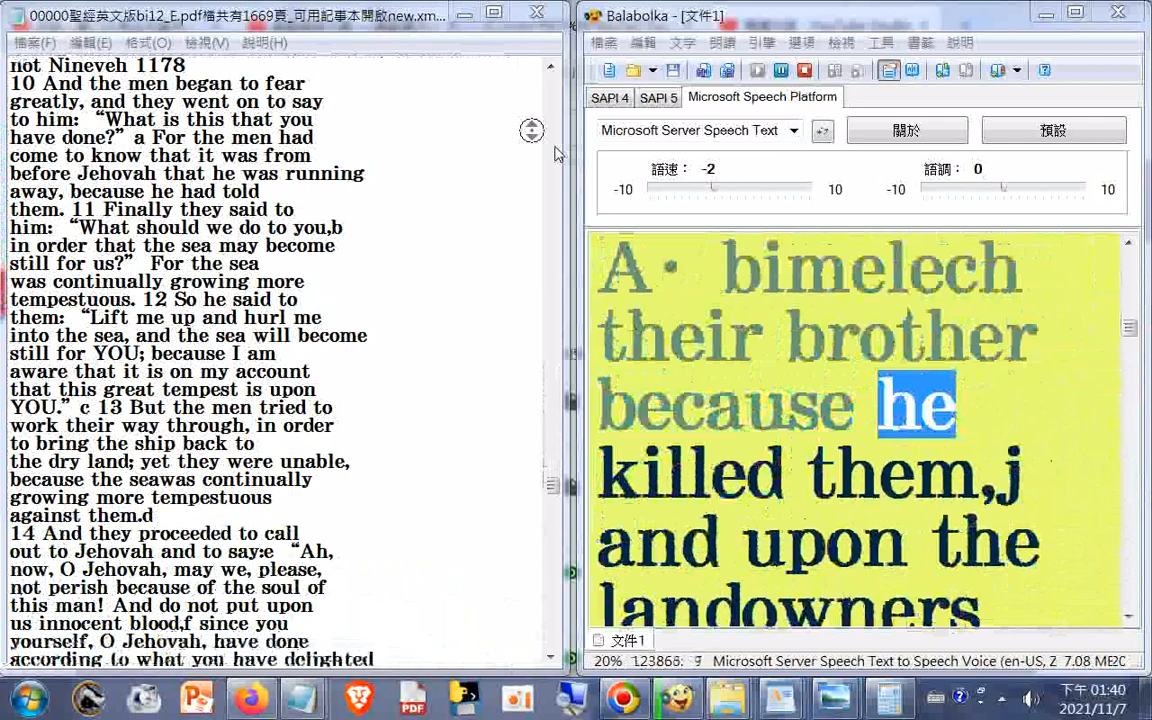 00000聖經英文版bi12_E.pdf檔共有1669頁_可用記事本開啟new.xm...
檔案(F) 編輯(E) 格式(O) 檢視(V) 說明(H)
not Nineveh 1178
10 And the men began to fear
greatly, and they went on to say
to him: “What is this that you
have done?” a For the men had
come to know that it was from
before Jehovah that he was running
away, because he had told
them. 11 Finally they said to
him: “What should we do to you,b
in order that the sea may become
still for us?” For the sea
was continually growing more
tempestuous. 12 So he said to
them: “Lift me up and hurl me
into the sea, and the sea will become
still for YOU; because I am
aware that it is on my account
that this great tempest is upon
YOU.” c 13 But the men tried to
work their way through, in order
to bring the ship back to
the dry land; yet they were unable,
because the seawas continually
growing more tempestuous
against them.d
14 And they proceeded to call
out to Jehovah and to say:e “Ah,
now, O Jehovah, may we, please,
not perish because of the soul of
this man! And do not put upon
us innocent blood,f since you
yourself, O Jehovah, have done
according to what you have delighted
Balabolka - [文件1]
檔案 編輯 文字 朗讀 引擎 選項 檢視 工具 書籤 說明
SAPI 4 SAPI 5 Microsoft Speech Platform
Microsoft Server Speech Text 關於 預設
語速: -2 語調: 0
-10 10 -10 10
A· bimelech
their brother
because he
killed them,j
and upon the
landowners
文件1
20% Microsoft Server Speech Text to Speech Voice (en-US, Z 7.08 ME
PDF
下午 01:40
2021/11/7